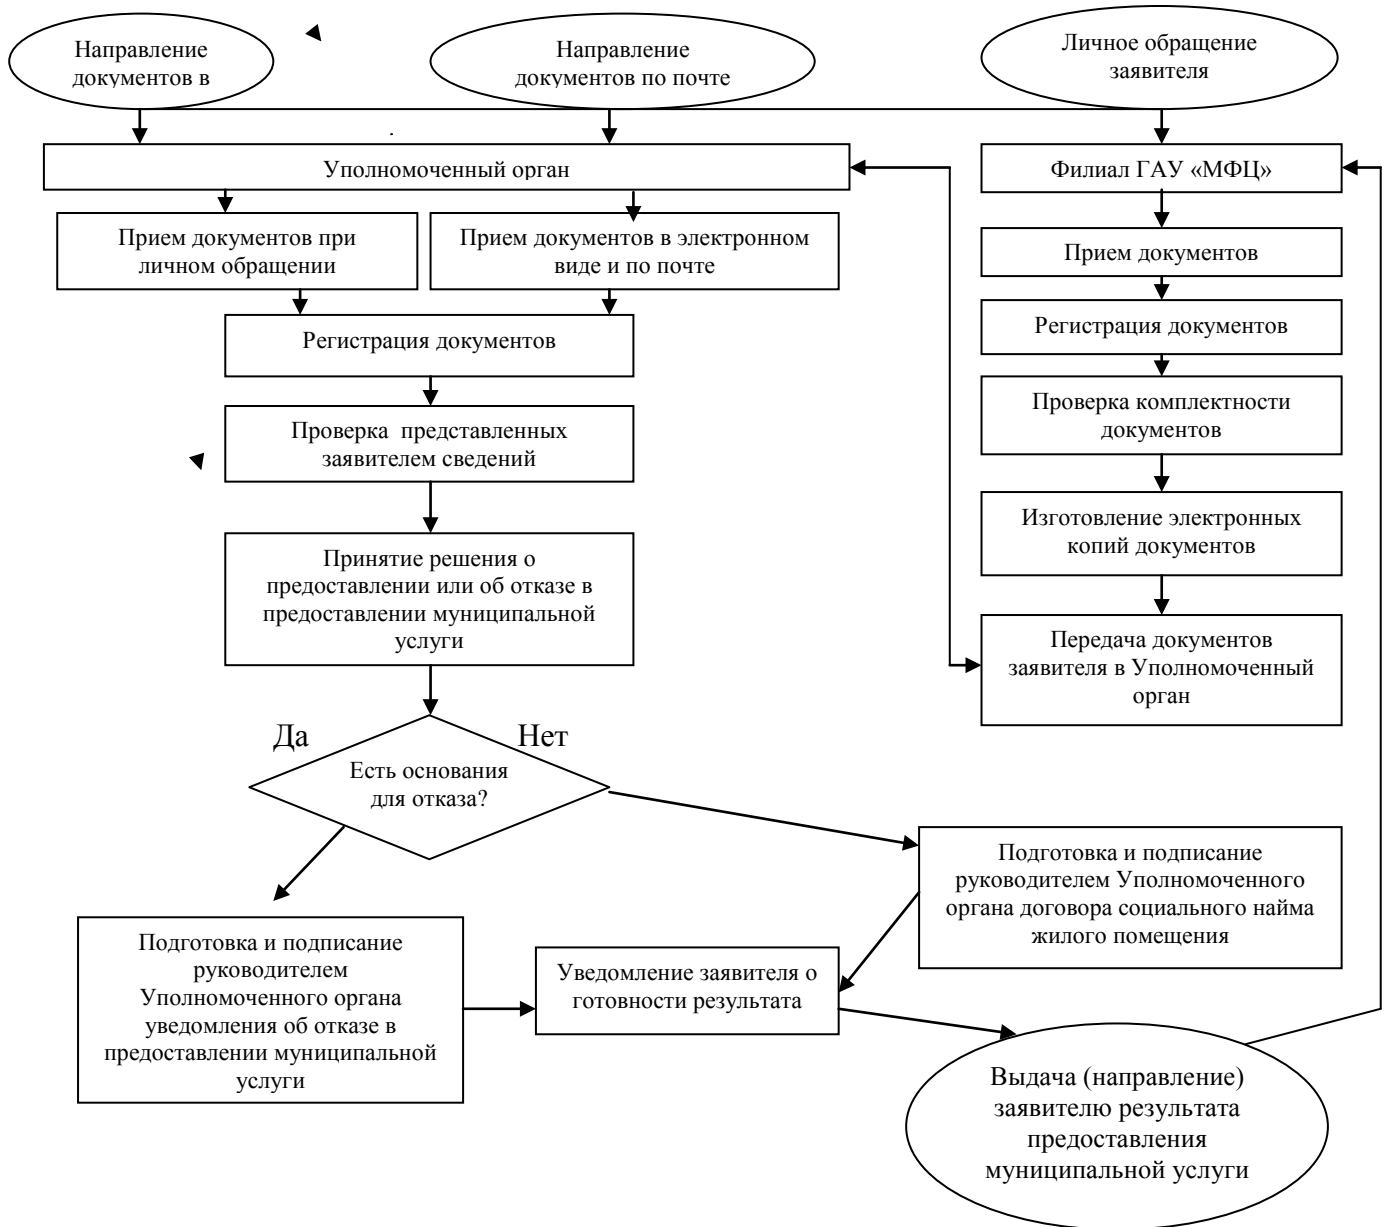 Направление
документов в
Направление
документов по почте
Личное обращение
заявителя
Уполномоченный орган
Филиал ГАУ «МФЦ»
Прием документов при
личном обращении
Прием документов в электронном
виде и по почте
Прием документов
Регистрация документов
Регистрация документов
Проверка представленных
заявителем сведений
Проверка комплектности
документов
Изготовление электронных
копий документов
Принятие решения о
предоставлении или об отказе в
предоставлении муниципальной
услуги
Передача документов
заявителя в Уполномоченный
орган
Да
Нет
Есть основания
для отказа?
Подготовка и подписание
руководителем Уполномоченного
органа договора социального найма
жилого помещения
Подготовка и подписание
руководителем
Уполномоченного органа
уведомления об отказе в
предоставлении муниципальной
услуги
Уведомление заявителя о
готовности результата
Выдача (направление)
заявителю результата
предоставления
муниципальной услуги